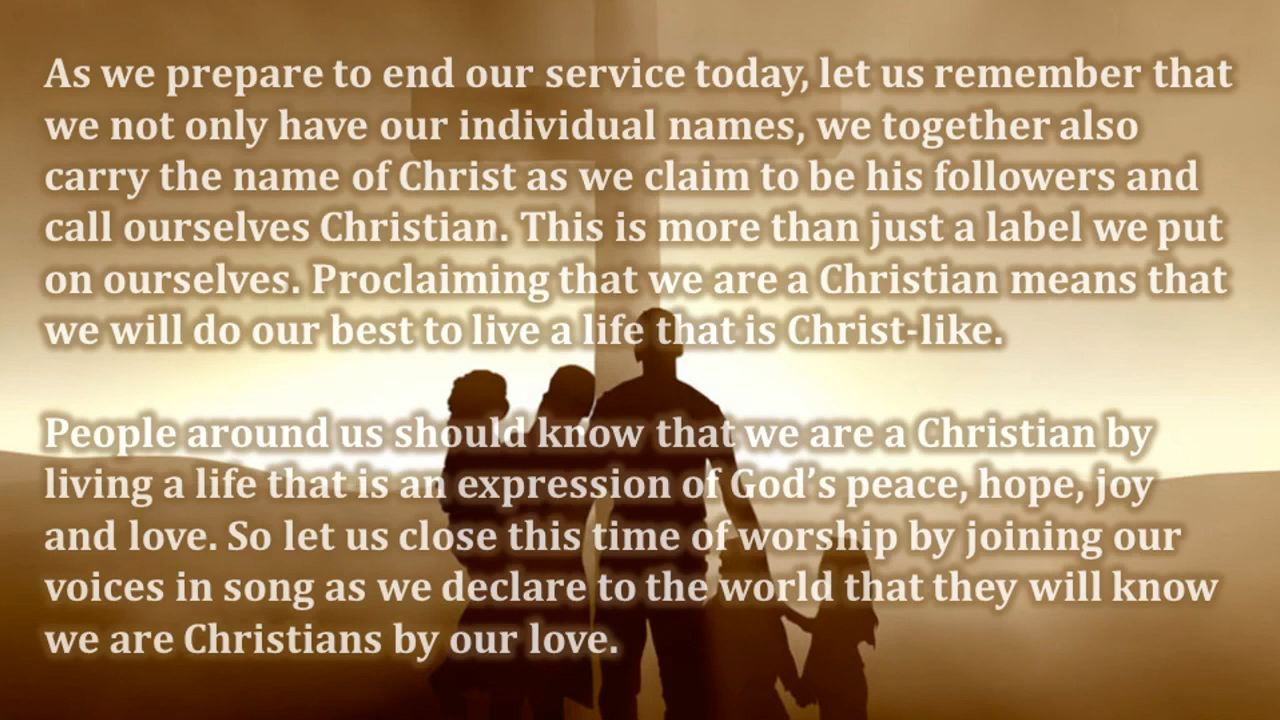 As we prepare to end our service today, let us remember that
we not only have our individual names, we together also
carry the name of Christ as we claim to be his followers and
call ourselves Christian. This is more than just a label we put
on ourselves. Proclaiming that we are a Christian means that
we will do our best to live a life that is Christ-like.
People around us should know that we are a Christian by
living a life that is an expression of God’s peace, hope, joy
and love. So let us close this time of worship by joining our
voices in song as we declare to the world that they will know
we are Christians by our love.